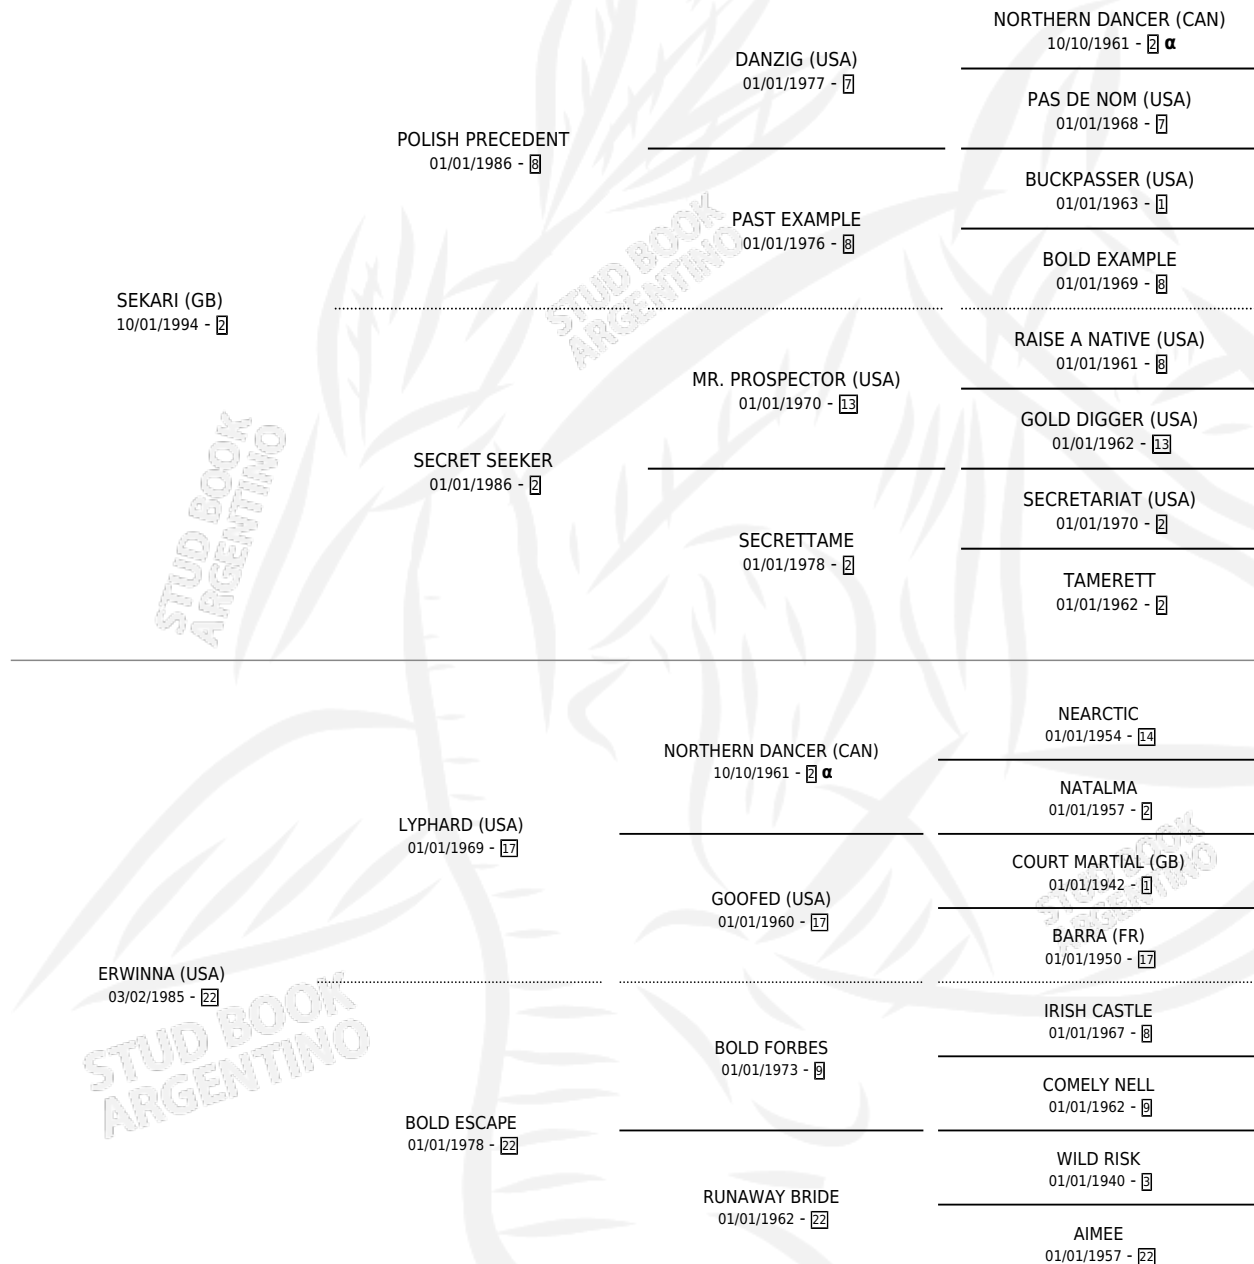 NORTHERN DANCER (CAN)
10/10/1961 - 2 α
DANZIG (USA)
01/01/1977 - 7
PAS DE NOM (USA)
01/01/1968 - 7
POLISH PRECEDENT
01/01/1986 - 8
BUCKPASSER (USA)
01/01/1963 - 1
PAST EXAMPLE
01/01/1976 - 8
BOLD EXAMPLE
01/01/1969 - 8
SEKARI (GB)
10/01/1994 - 2
RAISE A NATIVE (USA)
01/01/1961 - 8
MR. PROSPECTOR (USA)
01/01/1970 - 13
GOLD DIGGER (USA)
01/01/1962 - 13
SECRET SEEKER
01/01/1986 - 2
SECRETARIAT (USA)
01/01/1970 - 2
SECRETTAME
01/01/1978 - 2
TAMERETT
01/01/1962 - 2
NEARCTIC
01/01/1954 - 14
NORTHERN DANCER (CAN)
10/10/1961 - 2 α
NATALMA
01/01/1957 - 2
LYPHARD (USA)
01/01/1969 - 17
COURT MARTIAL (GB)
01/01/1942 - 1
GOOFED (USA)
01/01/1960 - 17
BARRA (FR)
01/01/1950 - 17
ERWINNA (USA)
03/02/1985 - 22
IRISH CASTLE
01/01/1967 - 8
BOLD FORBES
01/01/1973 - 9
COMELY NELL
01/01/1962 - 9
BOLD ESCAPE
01/01/1978 - 22
WILD RISK
01/01/1940 - 3
RUNAWAY BRIDE
01/01/1962 - 22
AIMEE
01/01/1957 - 22
STUD BOOK
ARGENTINO
STUD BOOK
ARGENTINO
STUD BOOK
ARGENTINO
STUD BOOK
ARGENTINO